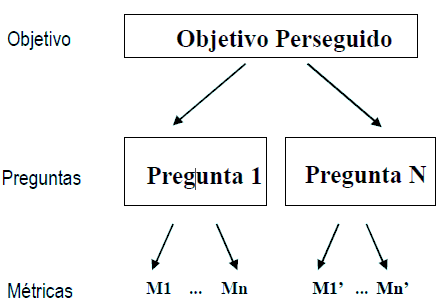 Objetivo Objetivo Perseguido
Preguntas Pregunta 1 Pregunta N
Métricas M1 ... Mn M1’ ... Mn’